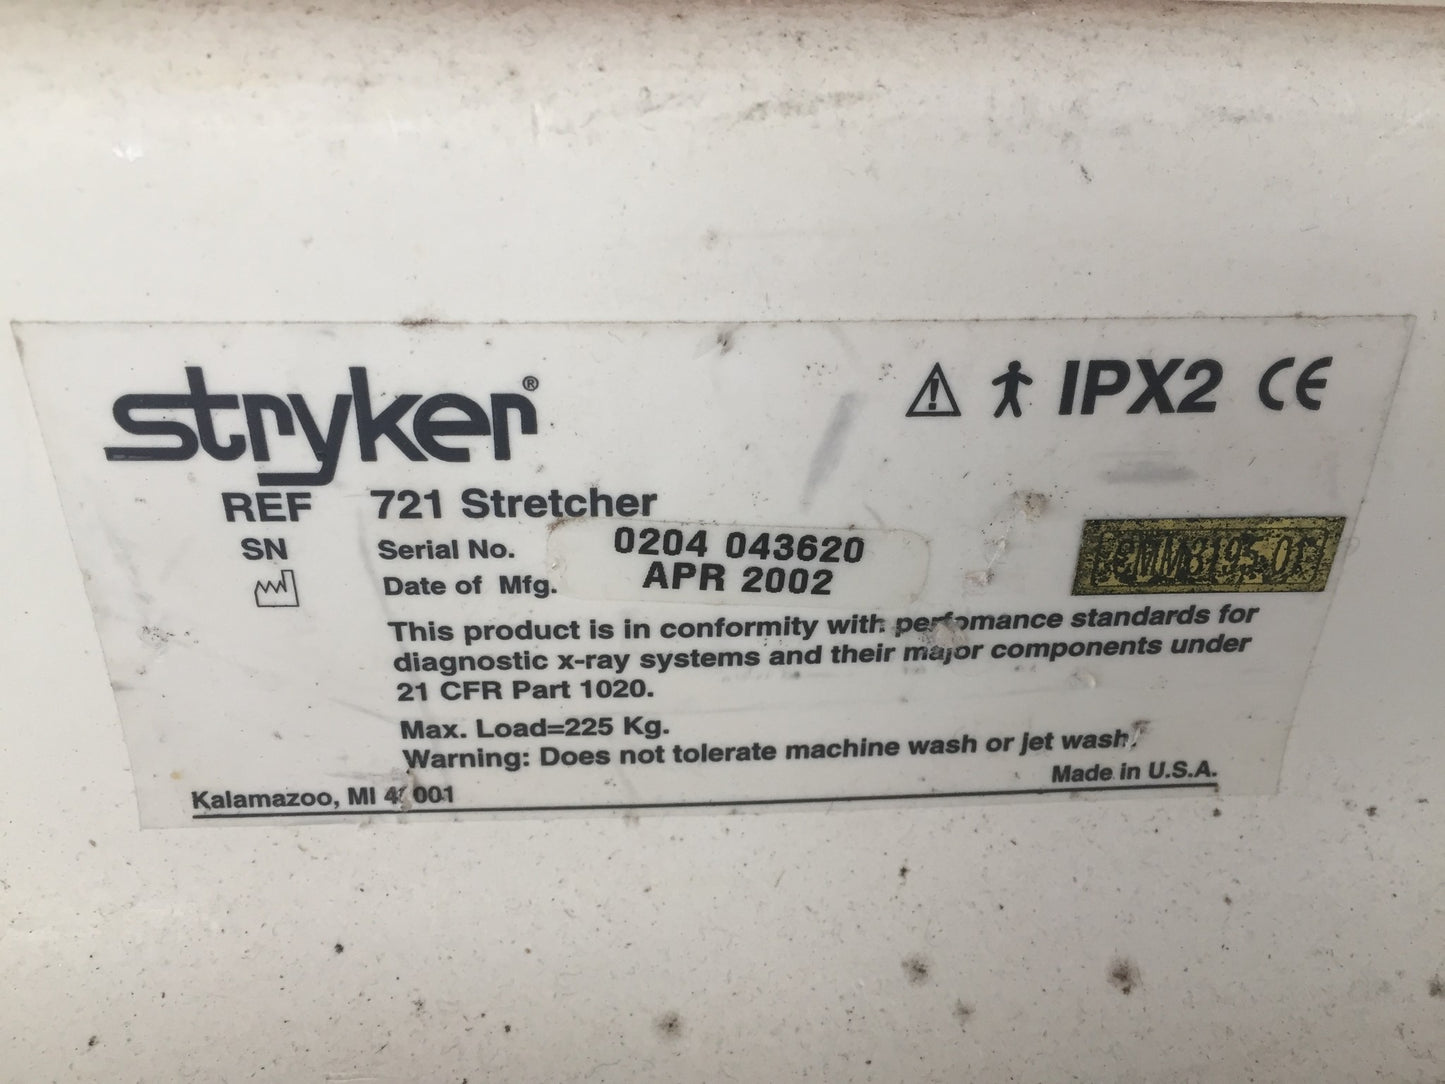 stryker®
IPX2 CE
REF 721 Stretcher
SN Serial No. 0204 043620
Date of Mfg. APR 2002
This product is in conformity with perfomance standards for
diagnostic x-ray systems and their major components under
21 CFR Part 1020.
Max. Load=225 Kg.
Warning: Does not tolerate machine wash or jet wash.
Made in U.S.A.
Kalamazoo, MI